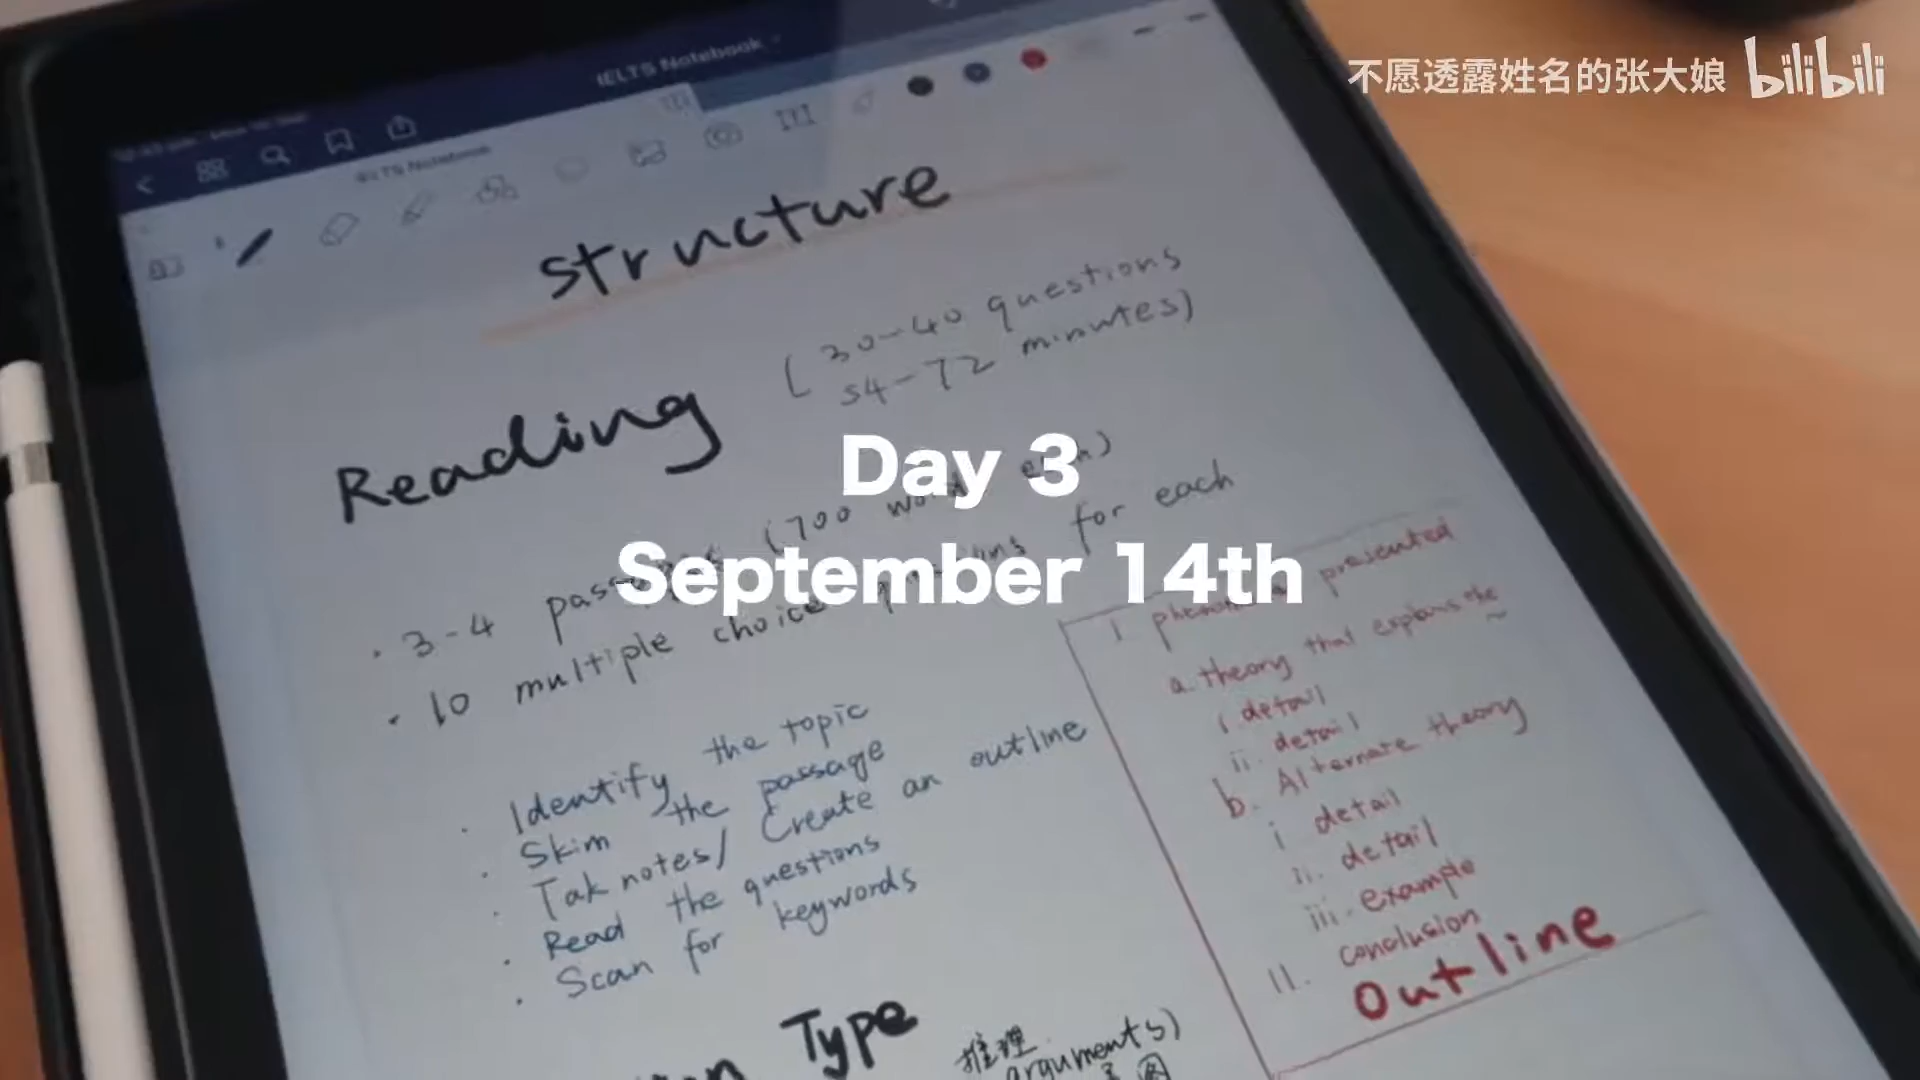 不愿透露姓名的张大娘 bilibili
IELTS Notebook
IELTS Notebook
structure
Reading
(30-40 questions
54-72 minutes)
Day 3
September 14th
· 3-4 passages (700 words each)
· 10 multiple choice questions for each
· Identify the topic
· Skim the passage
· Tak notes/ Create an outline
· Read the questions
· Scan for keywords
I. presented
a. theory that explains the
i. detail
ii. detail
b. Alternate theory
i detail
ii. detail
iii. example
II. conclusion
Outline
Type
推理
arguments)